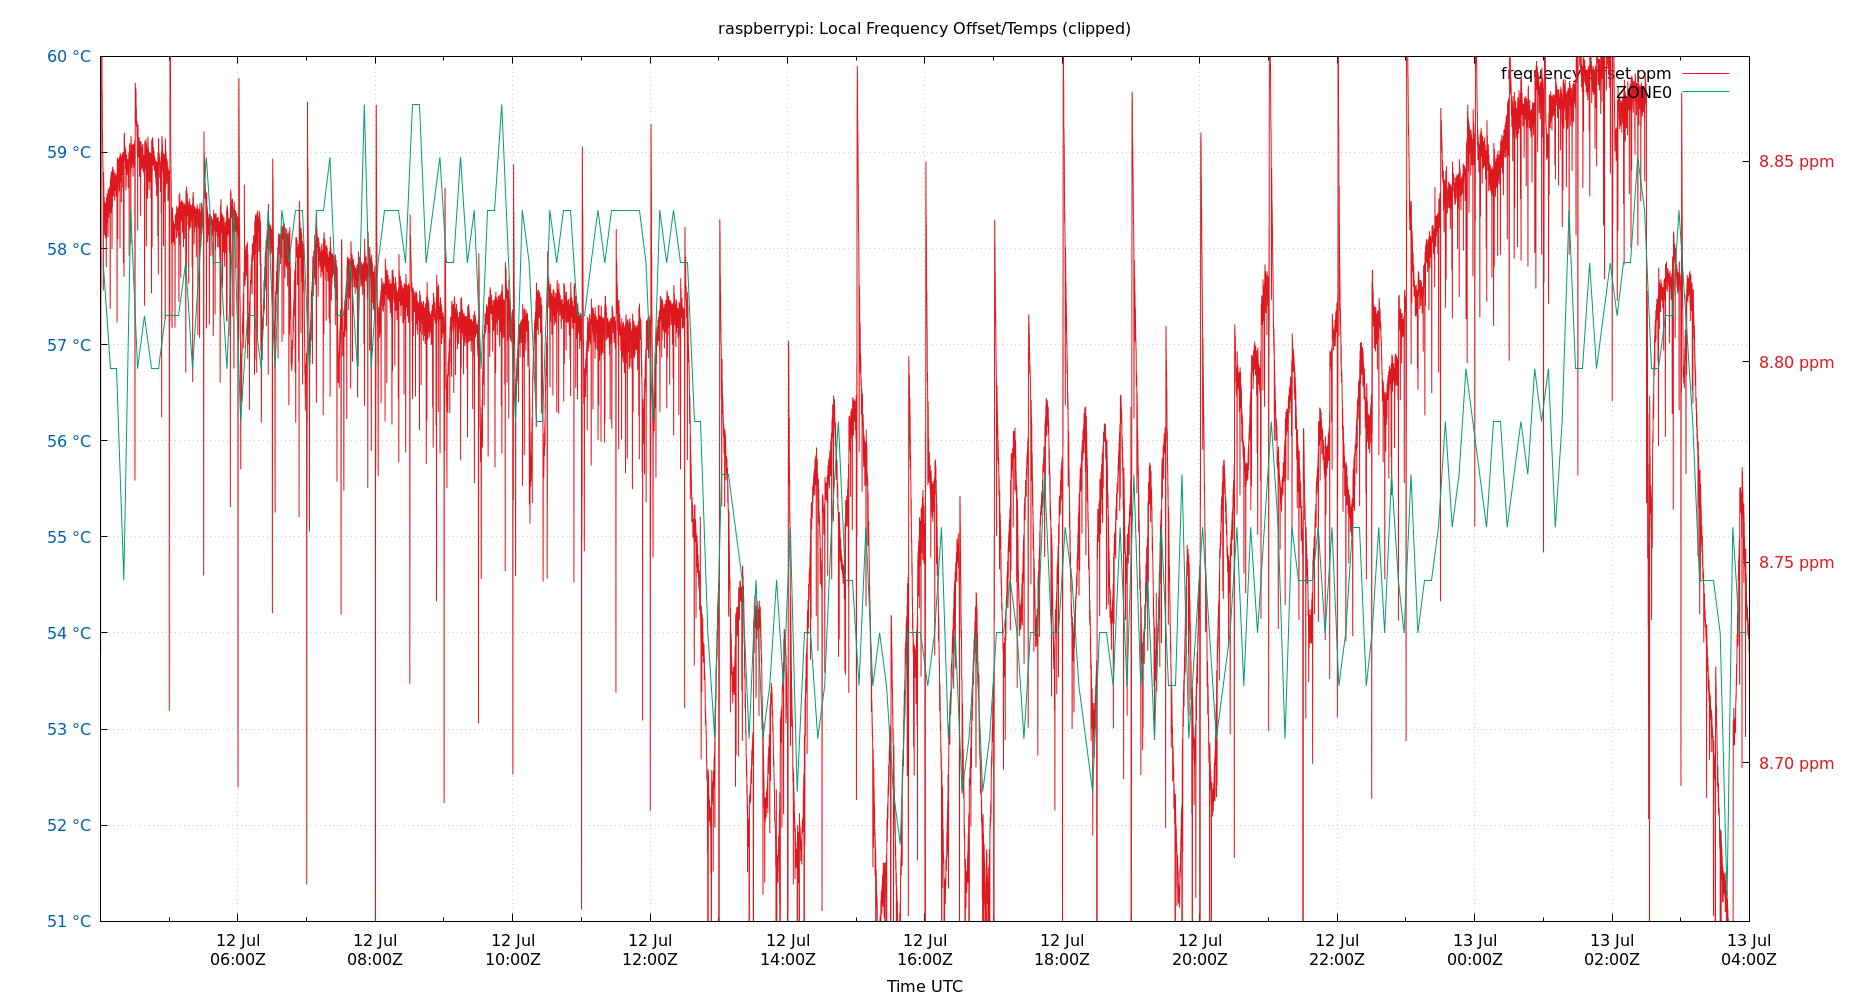 raspberrypi: Local Frequency Offset/Temps (clipped)
60 °C
59 °C
58 °C
57 °C
56 °C
55 °C
54 °C
53 °C
52 °C
51 °C
frequency offset ppm
ZONE0
8.85 ppm
8.80 ppm
8.75 ppm
8.70 ppm
12 Jul
06:00Z
12 Jul
08:00Z
12 Jul
10:00Z
12 Jul
12:00Z
12 Jul
14:00Z
12 Jul
16:00Z
12 Jul
18:00Z
12 Jul
20:00Z
12 Jul
22:00Z
13 Jul
00:00Z
13 Jul
02:00Z
13 Jul
04:00Z
Time UTC